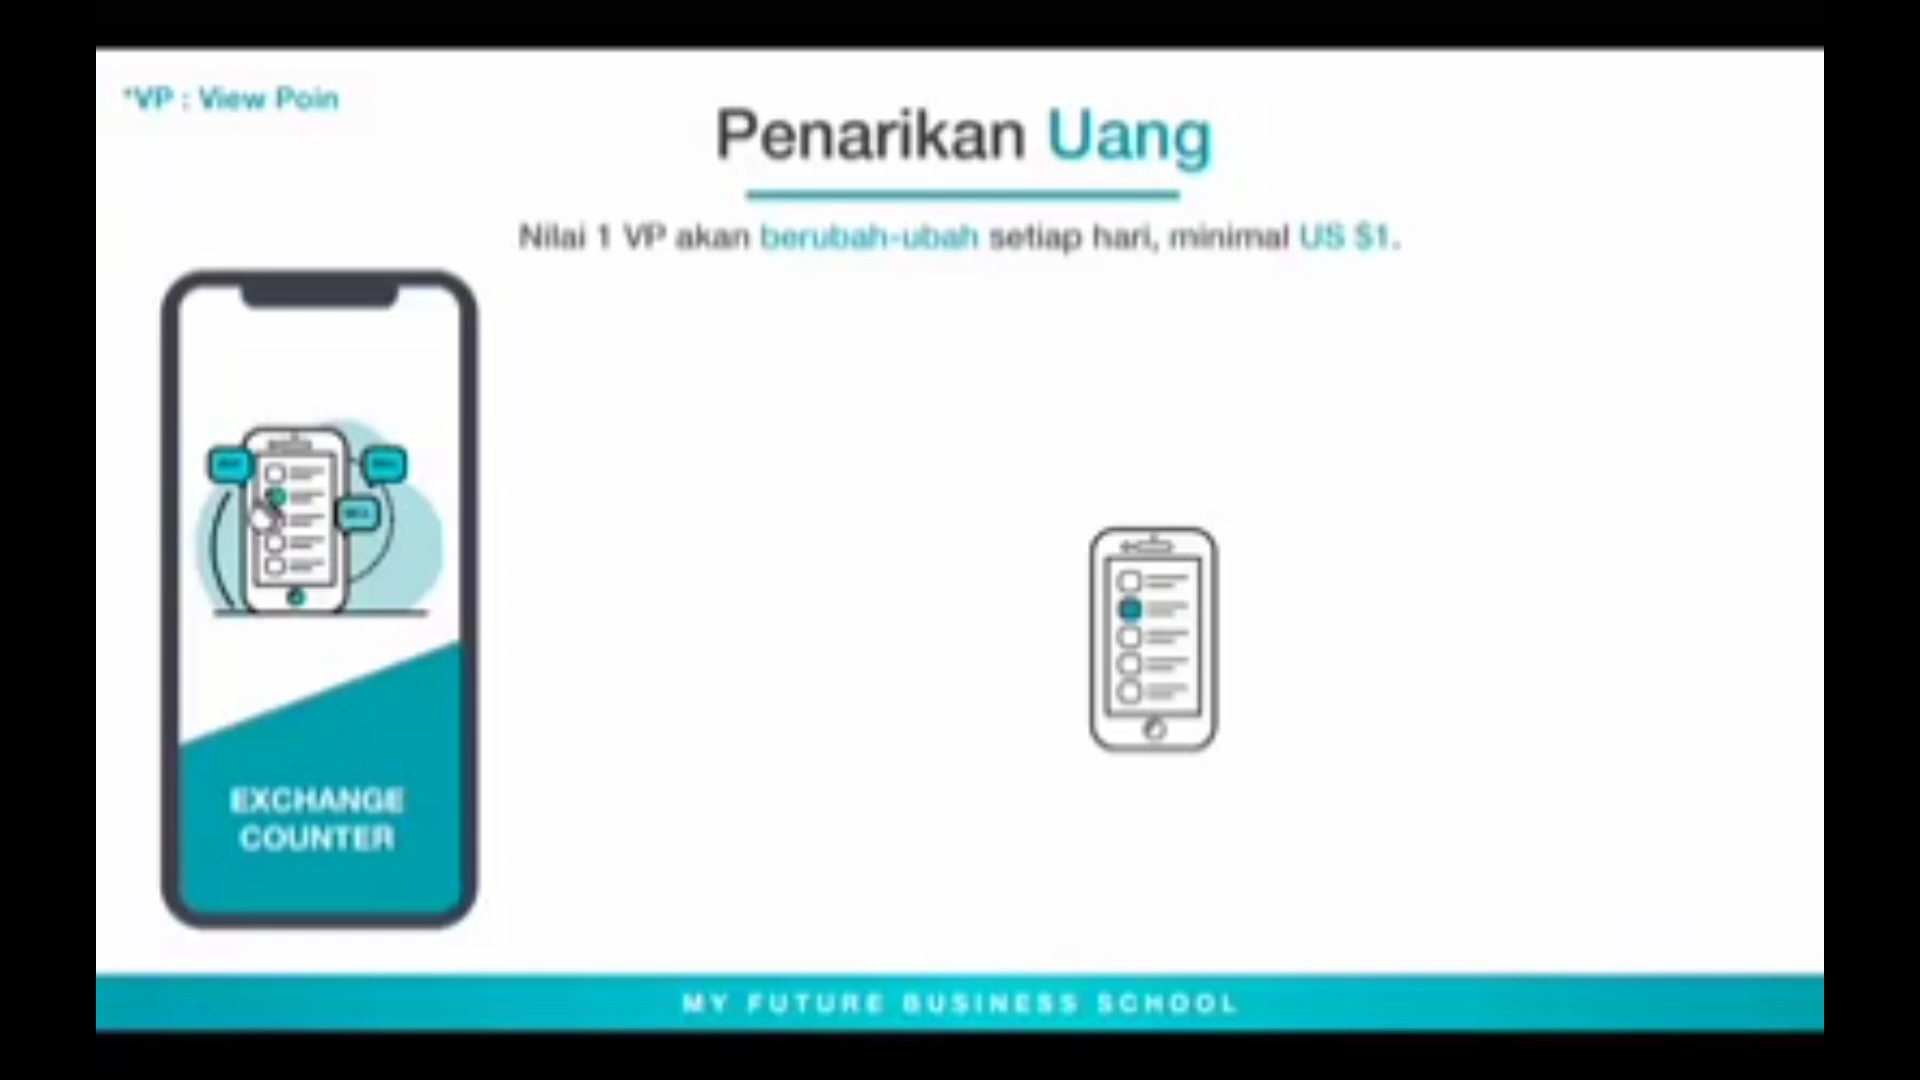 *VP : View Poin
Penarikan Uang
Nilai 1 VP akan berubah-ubah setiap hari, minimal US $1.
EXCHANGE
COUNTER
MY FUTURE BUSINESS SCHOOL